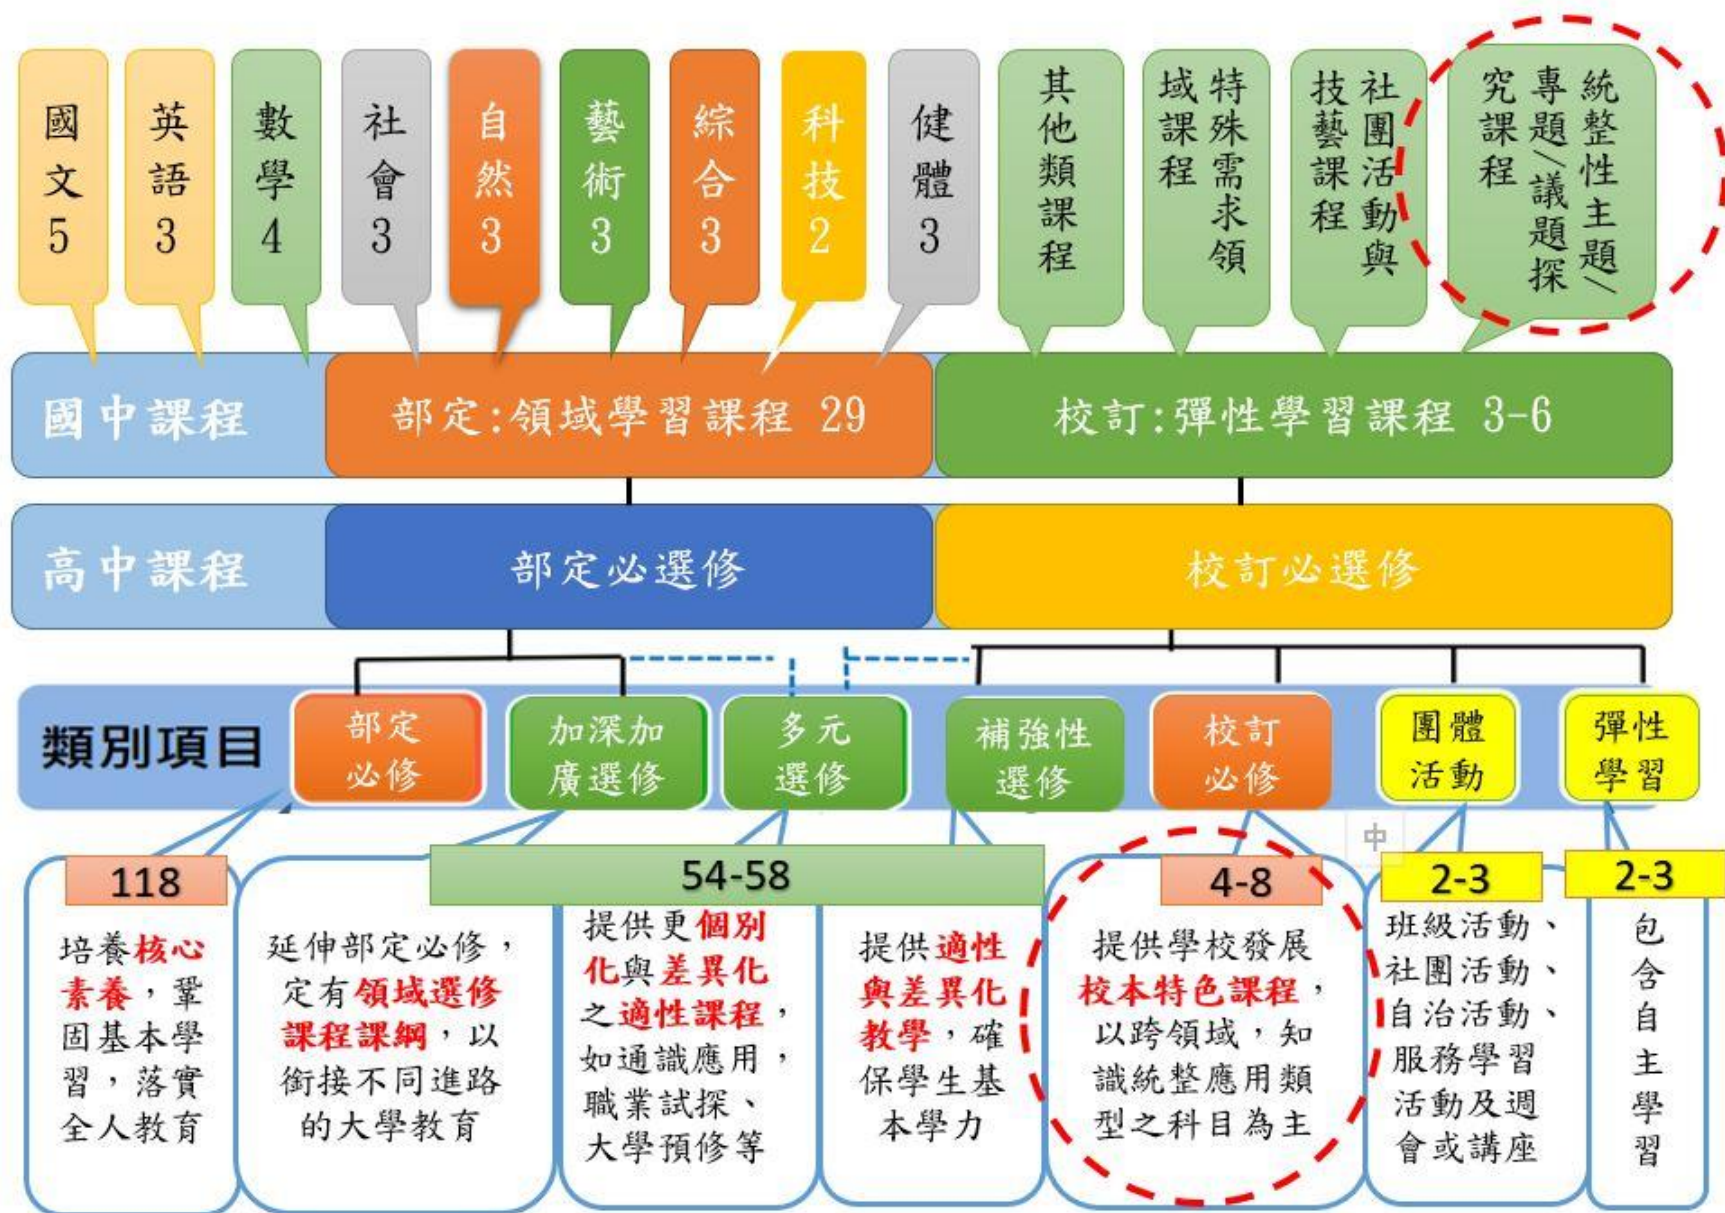 國文5
英語3
數學4
社會3
自然3
藝術3
綜合3
科技2
健體3
其他類課程
特殊需求領
域課程
社團活動與
技藝課程
統整性主題/
專題/議題探
究課程
國中課程
部定:領域學習課程 29
校訂:彈性學習課程 3-6
高中課程
部定必選修
校訂必選修
類別項目
部定
必修
加深加
廣選修
多元
選修
補強性
選修
校訂
必修
團體
活動
彈性
學習
中
118
54-58
4-8
2-3
2-3
培養核心
素養，鞏
固基本學
習，落實
全人教育
延伸部定必修，
定有領域選修
課程課綱，以
銜接不同進路
的大學教育
提供更個別
化與差異化
之適性課程，
如通識應用，
職業試探、
大學預修等
提供適性
與差異化
教學，確
保學生基
本學力
提供學校發展
校本特色課程，
以跨領域，知
識統整應用類
型之科目為主
班級活動、
社團活動、
自治活動、
服務學習
活動及週
會或講座
包含自主學習